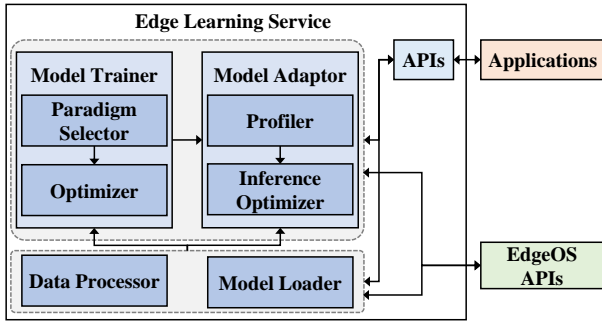 Edge Learning Service
Model Trainer
Paradigm
Selector
Optimizer
Model Adaptor
Profiler
Inference
Optimizer
Data Processor
Model Loader
APIs
Applications
EdgeOS
APIs